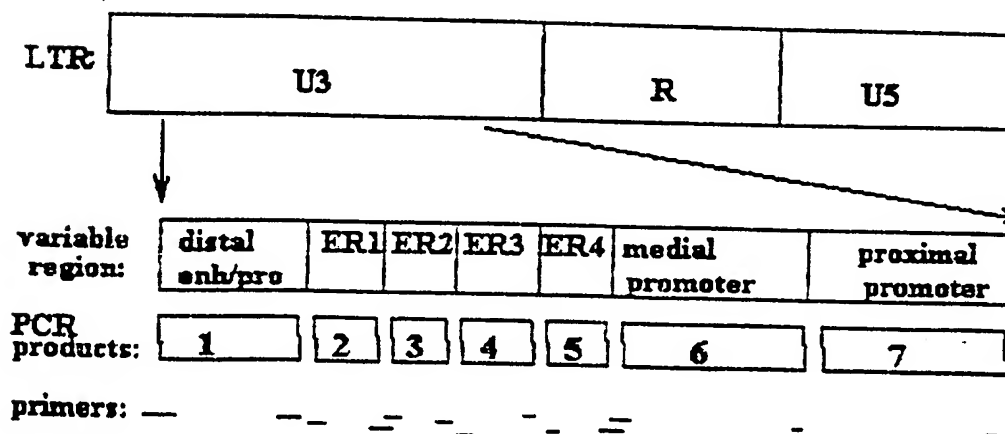 LTR:
U3 R U5
variable region:
distal enh/pro ER1 ER2 ER3 ER4 medial promoter proximal promoter
PCR products:
1 2 3 4 5 6 7
primers: